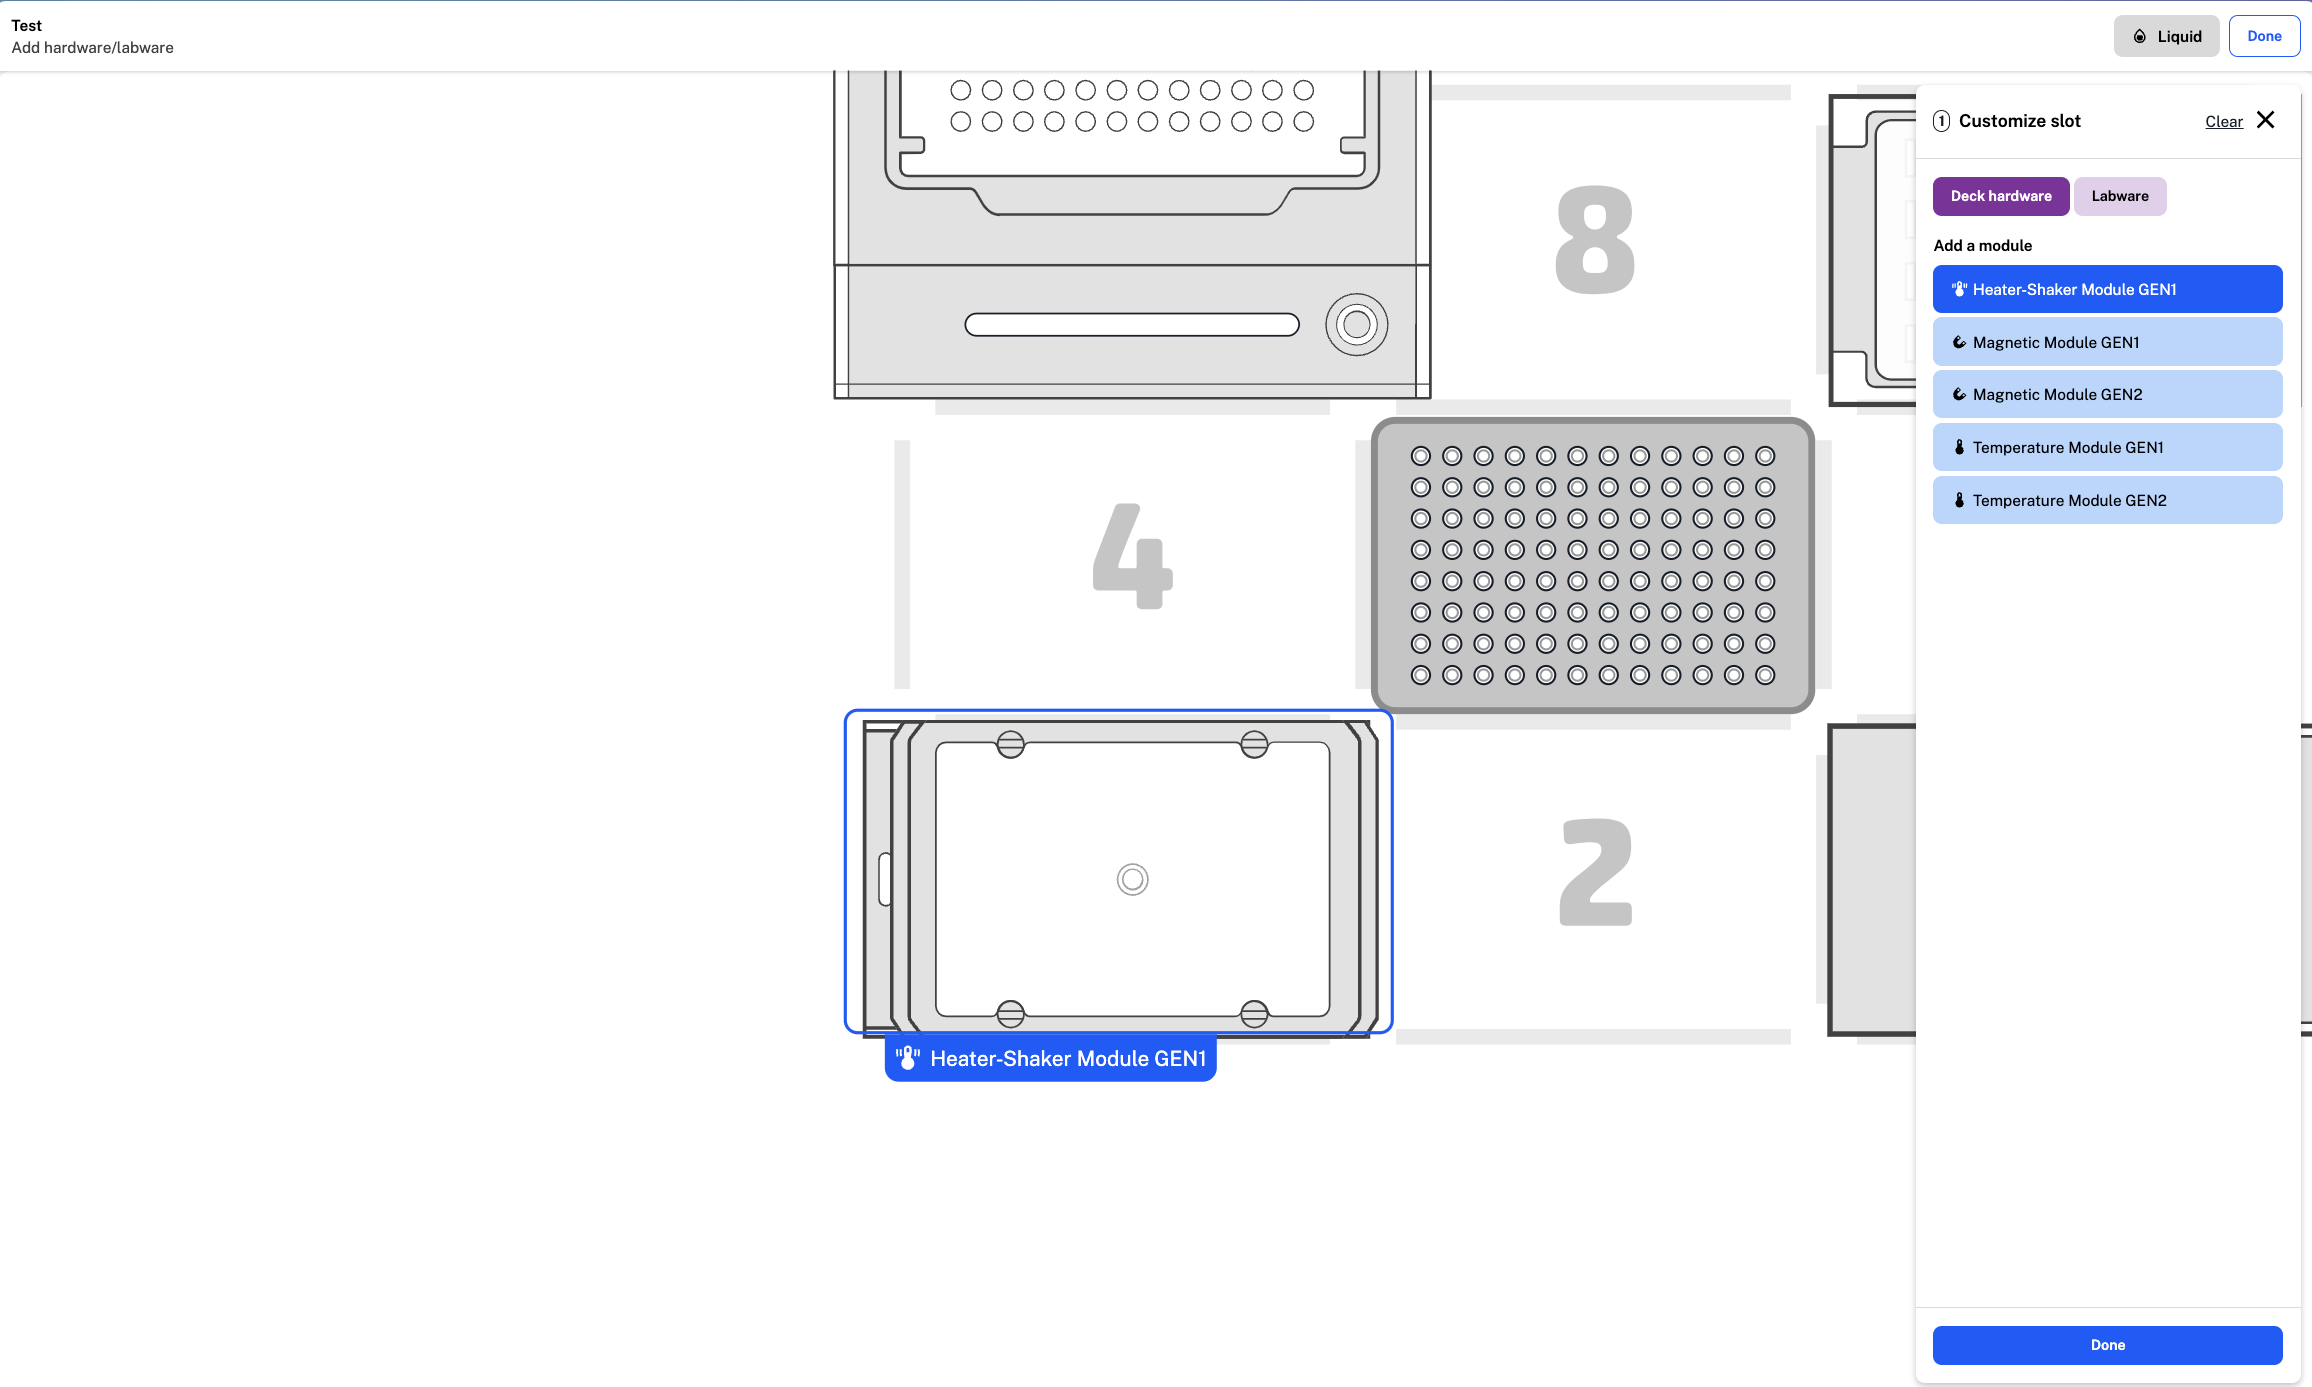 Test
Add hardware/labware
Liquid
Done
1 Customize slot
Clear
Deck hardware
Labware
Add a module
Heater-Shaker Module GEN1
Magnetic Module GEN1
Magnetic Module GEN2
Temperature Module GEN1
Temperature Module GEN2
8
4
2
Heater-Shaker Module GEN1
Done